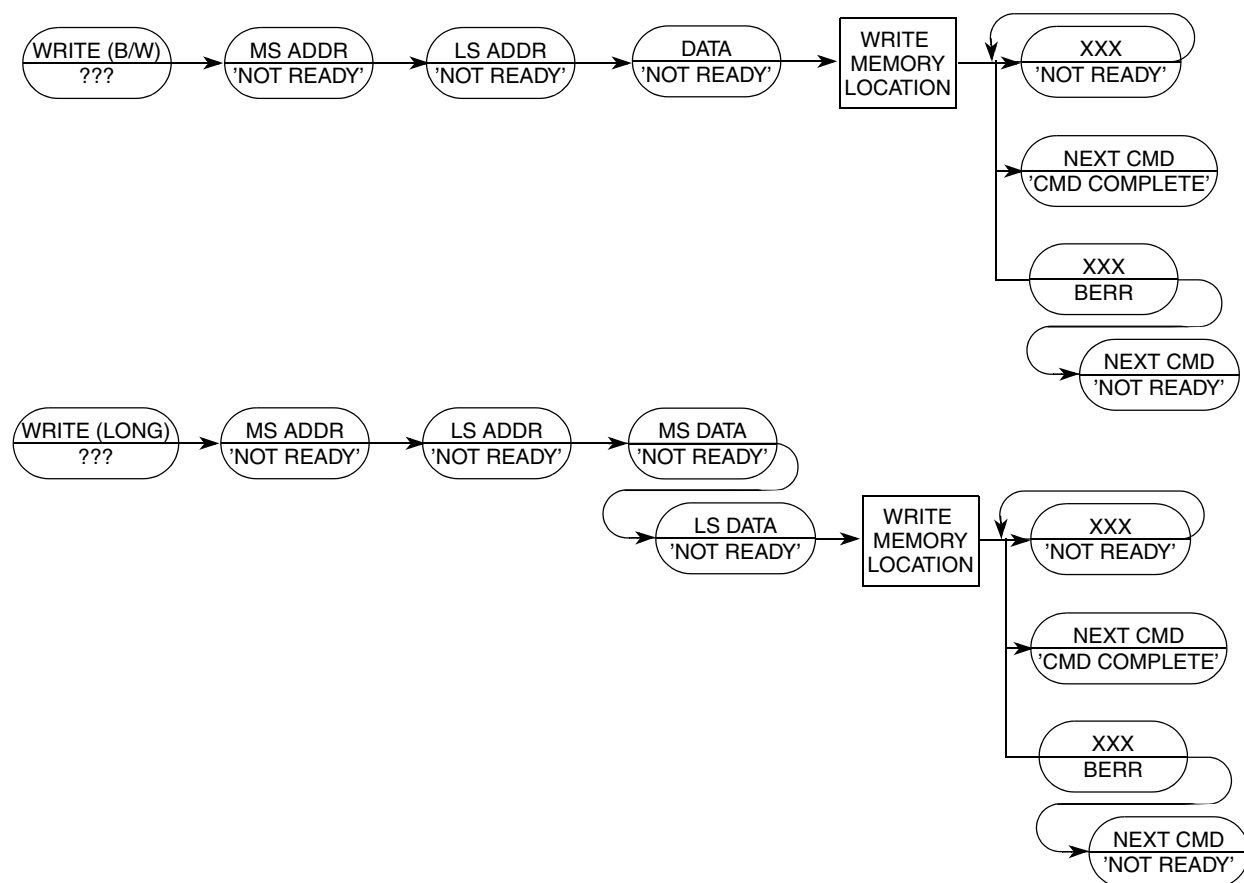 WRITE (B/W)
???
MS ADDR
'NOT READY'
LS ADDR
'NOT READY'
DATA
'NOT READY'
WRITE
MEMORY
LOCATION
XXX
'NOT READY'
NEXT CMD
'CMD COMPLETE'
XXX
BERR
NEXT CMD
'NOT READY'
WRITE (LONG)
???
MS ADDR
'NOT READY'
LS ADDR
'NOT READY'
MS DATA
'NOT READY'
LS DATA
'NOT READY'
WRITE
MEMORY
LOCATION
XXX
'NOT READY'
NEXT CMD
'CMD COMPLETE'
XXX
BERR
NEXT CMD
'NOT READY'